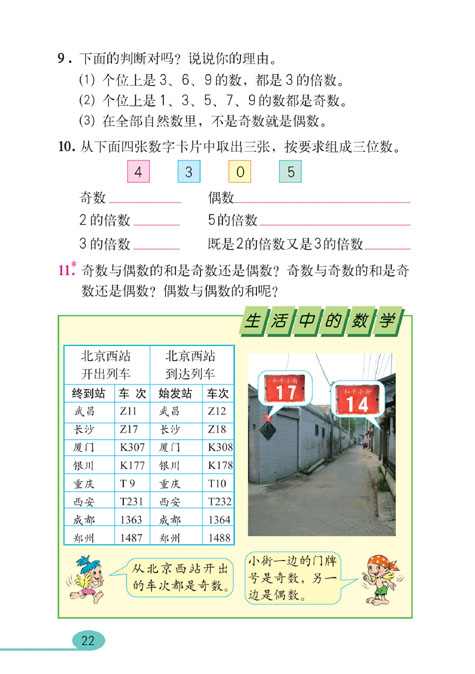 9. 下面的判断对吗？说说你的理由。
(1) 个位上是3、6、9的数，都是3的倍数。
(2) 个位上是1、3、5、7、9的数都是奇数。
(3) 在全部自然数里，不是奇数就是偶数。
10. 从下面四张数字卡片中取出三张，按要求组成三位数。
4 3 0 5
奇数 偶数
2的倍数 5的倍数
3的倍数 既是2的倍数又是3的倍数
11.* 奇数与偶数的和是奇数还是偶数？奇数与奇数的和是奇
数还是偶数？偶数与偶数的和呢？
生活中的数学
北京西站 北京西站
开出列车 到达列车
终到站 车次 始发站 车次
武昌 Z11 武昌 Z12
长沙 Z17 长沙 Z18
厦门 K307 厦门 K308
银川 K177 银川 K178
重庆 T9 重庆 T10
西安 T231 西安 T232
成都 1363 成都 1364
郑州 1487 郑州 1488
和平小街
17
和平小街
14
从北京西站开出
的车次都是奇数。
小街一边的门牌
号是奇数，另一
边是偶数。
22